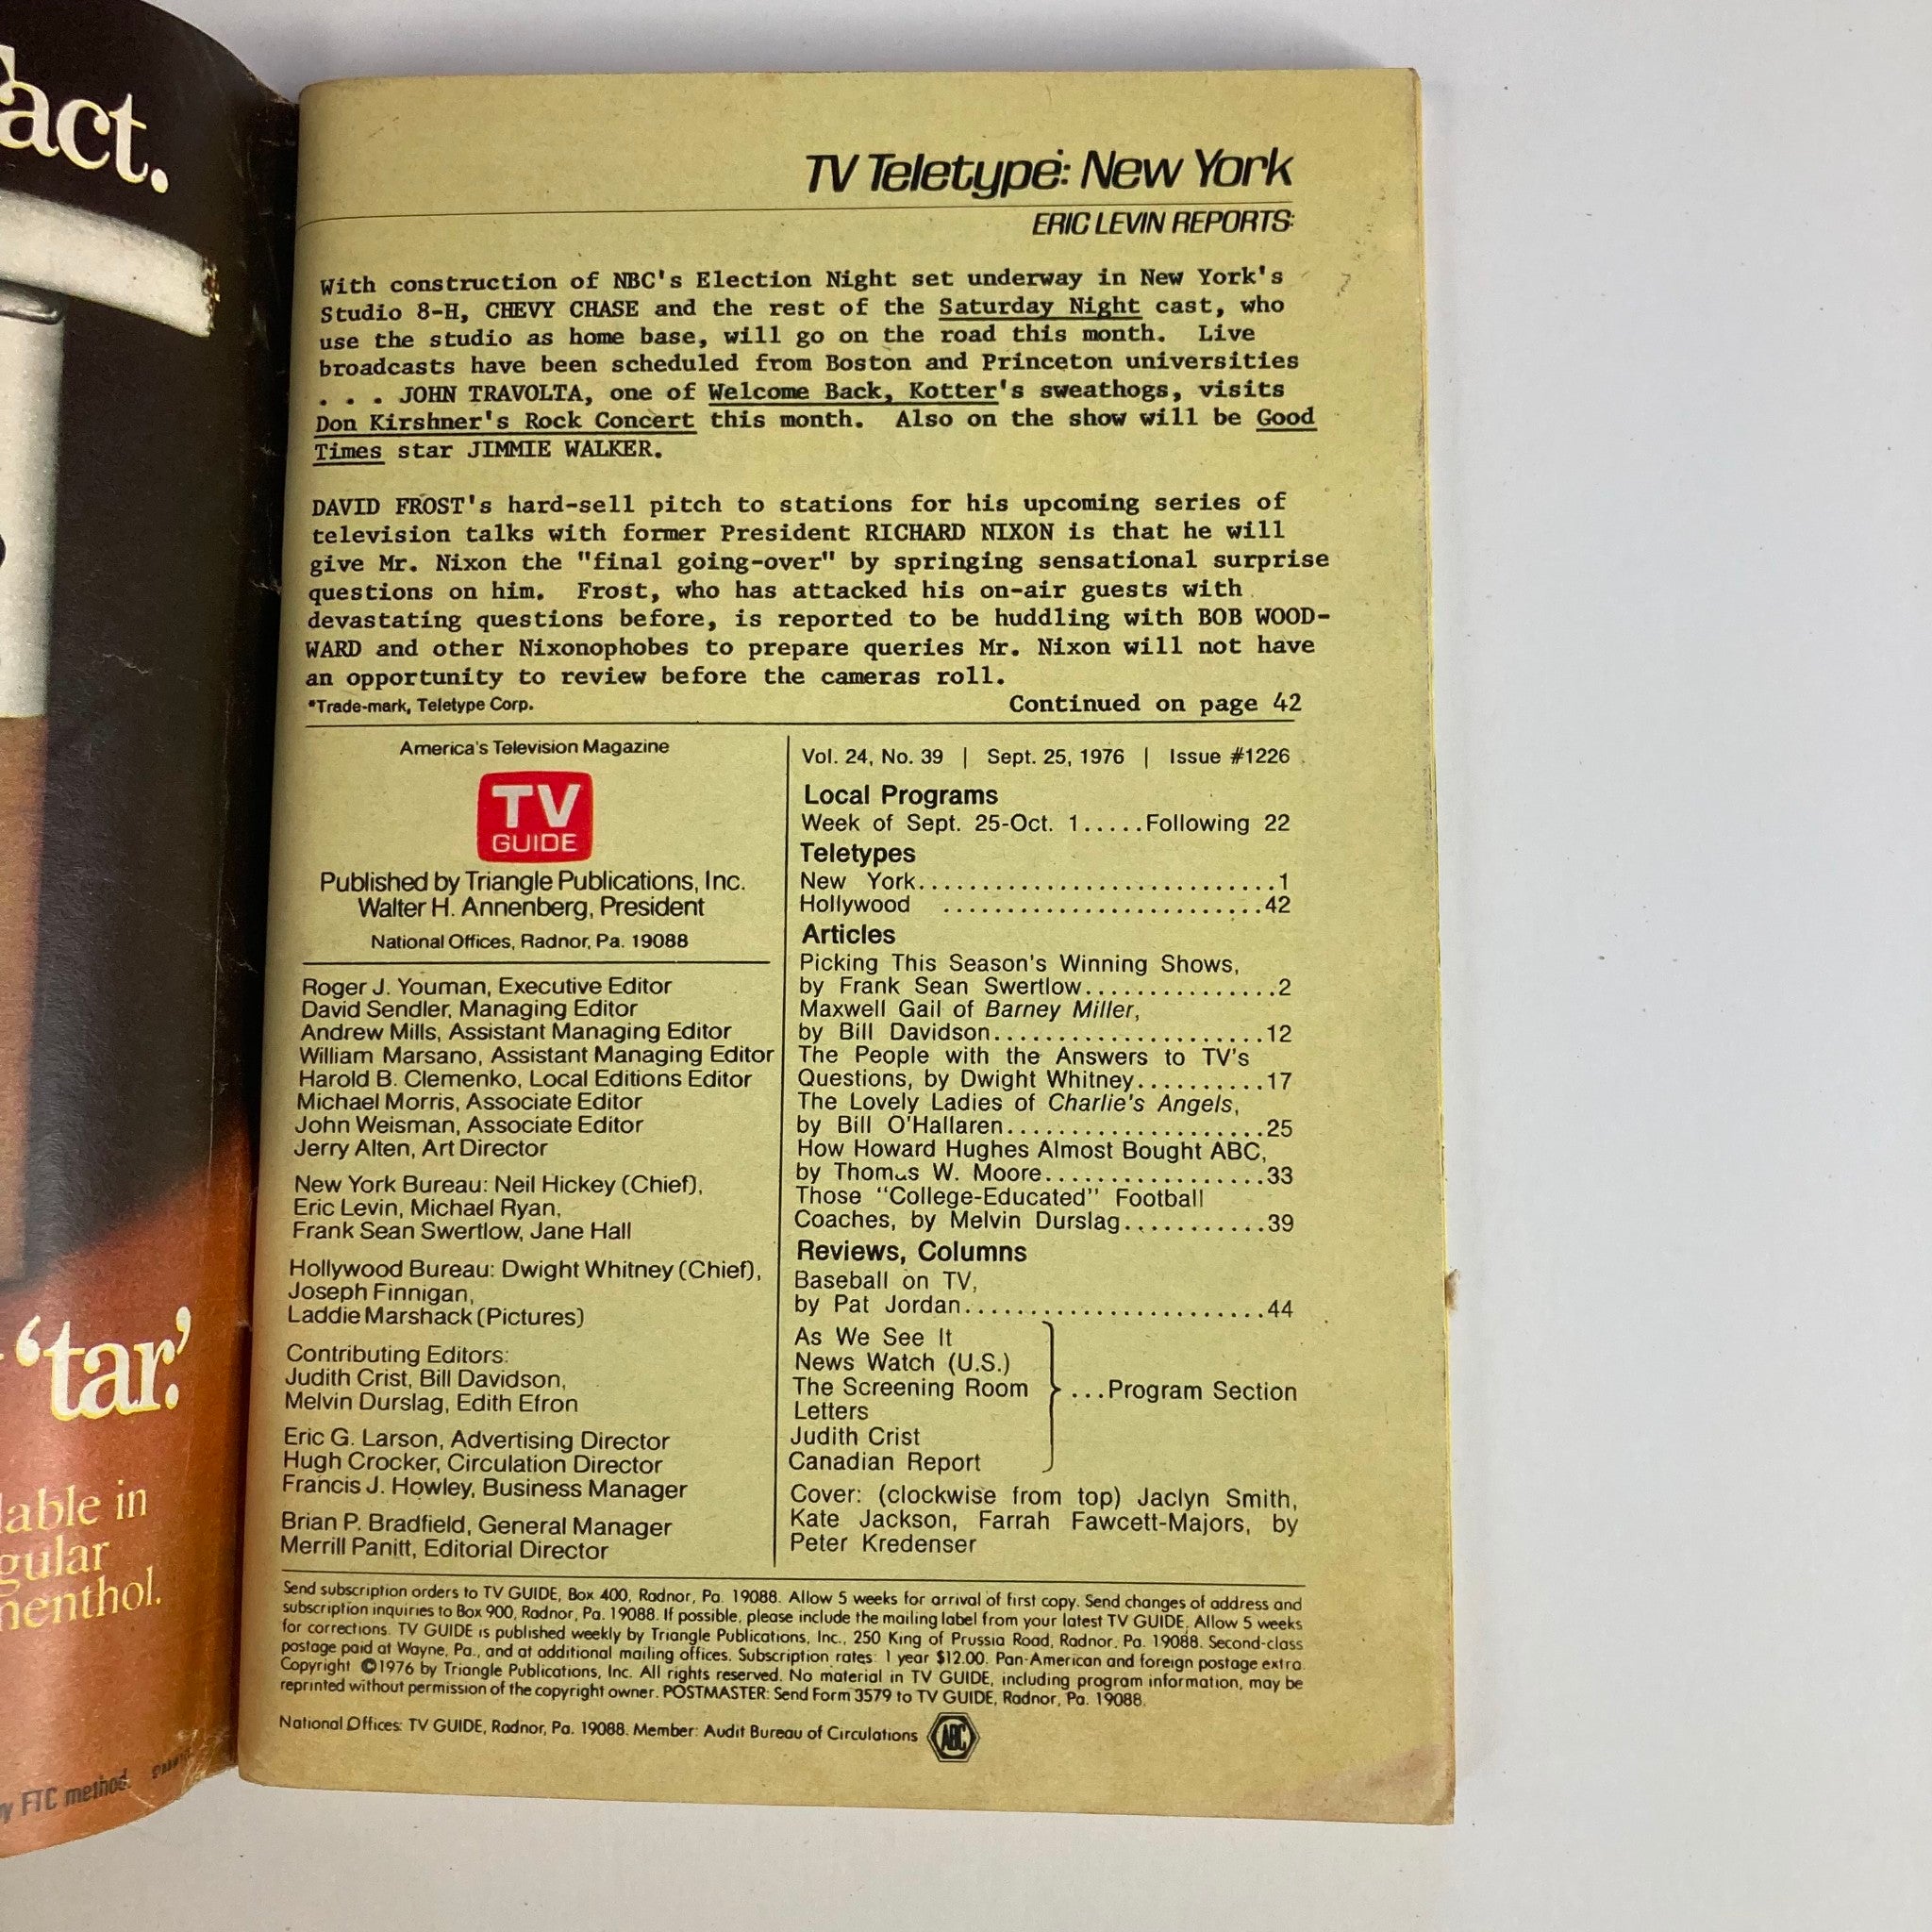 act.
'tar.'
lable in
gular
menthol.
by FTC method.
TV Teletype: New York
ERIC LEVIN REPORTS:
With construction of NBC's Election Night set underway in New York's
Studio 8-H, CHEVY CHASE and the rest of the Saturday Night cast, who
use the studio as home base, will go on the road this month. Live
broadcasts have been scheduled from Boston and Princeton universities
. . . JOHN TRAVOLTA, one of Welcome Back, Kotter's sweathogs, visits
Don Kirshner's Rock Concert this month. Also on the show will be Good
Times star JIMMIE WALKER.
DAVID FROST's hard-sell pitch to stations for his upcoming series of
television talks with former President RICHARD NIXON is that he will
give Mr. Nixon the "final going-over" by springing sensational surprise
questions on him. Frost, who has attacked his on-air guests with
devastating questions before, is reported to be huddling with BOB WOOD-
WARD and other Nixonophobes to prepare queries Mr. Nixon will not have
an opportunity to review before the cameras roll.
*Trade-mark, Teletype Corp.
Continued on page 42
America's Television Magazine
TV
GUIDE
Published by Triangle Publications, Inc.
Walter H. Annenberg, President
National Offices, Radnor, Pa. 19088
Roger J. Youman, Executive Editor
David Sendler, Managing Editor
Andrew Mills, Assistant Managing Editor
William Marsano, Assistant Managing Editor
Harold B. Clemenko, Local Editions Editor
Michael Morris, Associate Editor
John Weisman, Associate Editor
Jerry Alten, Art Director
New York Bureau: Neil Hickey (Chief),
Eric Levin, Michael Ryan,
Frank Sean Swertlow, Jane Hall
Hollywood Bureau: Dwight Whitney (Chief),
Joseph Finnigan,
Laddie Marshack (Pictures)
Contributing Editors:
Judith Crist, Bill Davidson,
Melvin Durslag, Edith Efron
Eric G. Larson, Advertising Director
Hugh Crocker, Circulation Director
Francis J. Howley, Business Manager
Brian P. Bradfield, General Manager
Merrill Panitt, Editorial Director
Vol. 24, No. 39 | Sept. 25, 1976 | Issue #1226
Local Programs
Week of Sept. 25-Oct. 1.....Following 22
Teletypes
New York............................1
Hollywood .........................42
Articles
Picking This Season's Winning Shows,
by Frank Sean Swertlow...............2
Maxwell Gail of Barney Miller,
by Bill Davidson.....................12
The People with the Answers to TV's
Questions, by Dwight Whitney..........17
The Lovely Ladies of Charlie's Angels,
by Bill O'Hallaren....................25
How Howard Hughes Almost Bought ABC,
by Thomas W. Moore..................33
Those "College-Educated" Football
Coaches, by Melvin Durslag...........39
Reviews, Columns
Baseball on TV,
by Pat Jordan........................44
As We See It
News Watch (U.S.)
The Screening Room ...Program Section
Letters
Judith Crist
Canadian Report
Cover: (clockwise from top) Jaclyn Smith,
Kate Jackson, Farrah Fawcett-Majors, by
Peter Kredenser
Send subscription orders to TV GUIDE, Box 400, Radnor, Pa. 19088. Allow 5 weeks for arrival of first copy. Send changes of address and
subscription inquiries to Box 900, Radnor, Pa. 19088. If possible, please include the mailing label from your latest TV GUIDE. Allow 5 weeks
for corrections. TV GUIDE is published weekly by Triangle Publications, Inc., 250 King of Prussia Road, Radnor, Pa. 19088. Second-class
postage paid at Wayne, Pa., and at additional mailing offices. Subscription rates: 1 year $12.00. Pan-American and foreign postage extra.
Copyright ©1976 by Triangle Publications, Inc. All rights reserved. No material in TV GUIDE, including program information, may be
reprinted without permission of the copyright owner. POSTMASTER: Send Form 3579 to TV GUIDE, Radnor, Pa. 19088.
National Offices: TV GUIDE, Radnor, Pa. 19088. Member: Audit Bureau of Circulations ABC